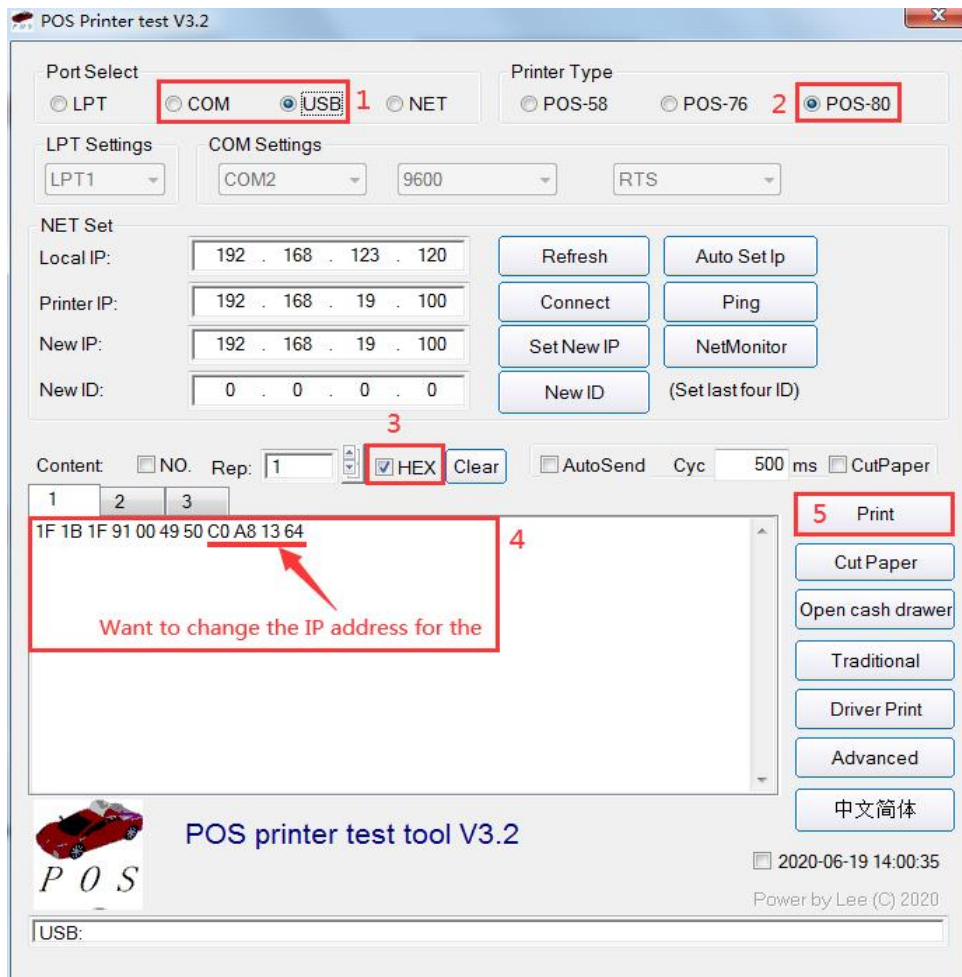 POS Printer test V3.2
Port Select
LPT COM USB 1 NET
Printer Type
POS-58 POS-76 2 POS-80
LPT Settings
LPT1
COM Settings
COM2 9600 RTS
NET Set
Local IP: 192 . 168 . 123 . 120 Refresh Auto Set Ip
Printer IP: 192 . 168 . 19 . 100 Connect Ping
New IP: 192 . 168 . 19 . 100 Set New IP NetMonitor
New ID: 0 . 0 . 0 . 0 New ID (Set last four ID)
3
Content: NO. Rep: 1 HEX Clear AutoSend Cyc 500 ms CutPaper
1 2 3
1F 1B 1F 91 00 49 50 C0 A8 13 64
4
Want to change the IP address for the
5 Print
Cut Paper
Open cash drawer
Traditional
Driver Print
Advanced
中文简体
POS
POS printer test tool V3.2
2020-06-19 14:00:35
Power by Lee (C) 2020
USB: